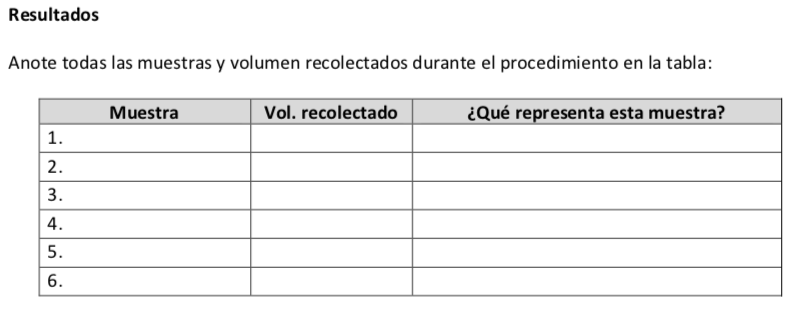 Resultados
Anote todas las muestras y volumen recolectados durante el procedimiento en la tabla:
Muestra Vol. recolectado ¿Qué representa esta muestra?
1.
2.
3.
4.
5.
6.